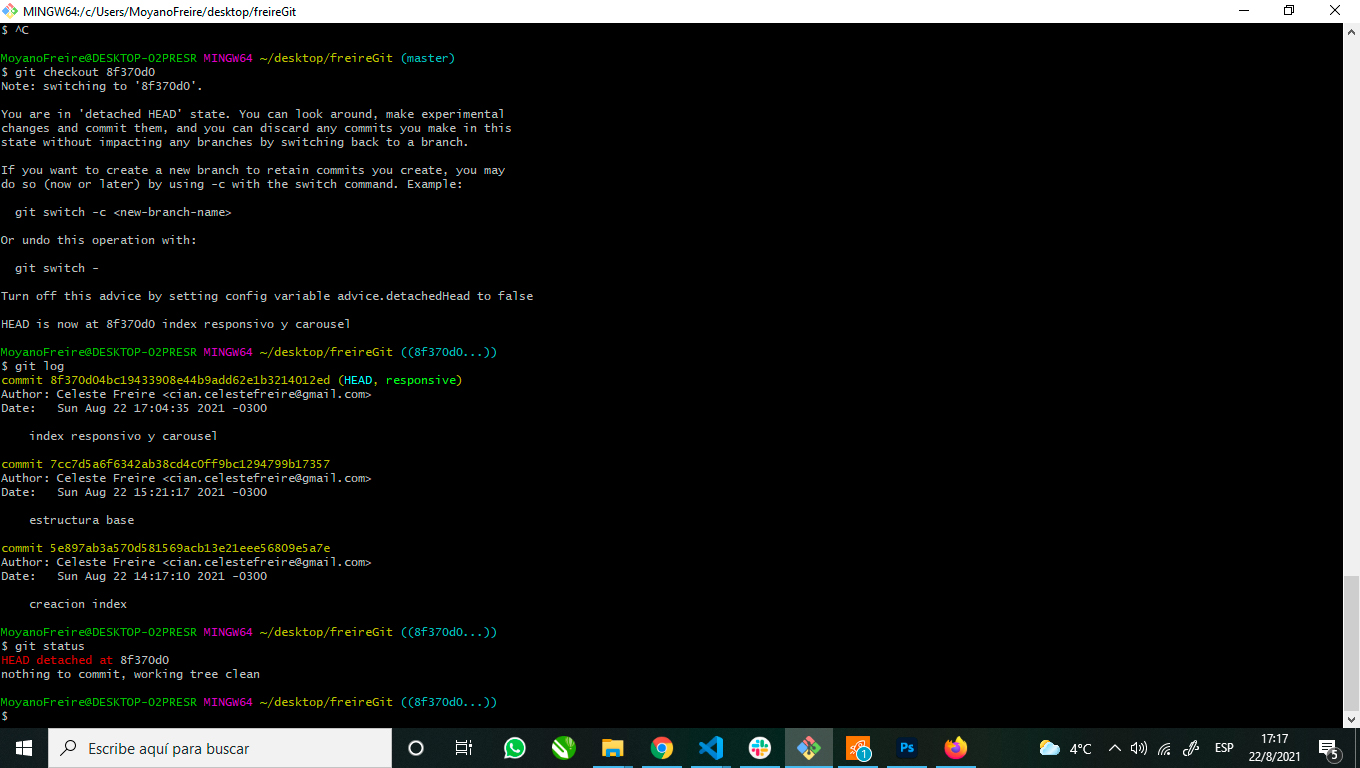 MINGW64:/c/Users/MoyanoFreire/desktop/freireGit
$ ^C
MoyanoFreire@DESKTOP-O2PRESR MINGW64 ~/desktop/freireGit (master)
$ git checkout 8f370d0
Note: switching to '8f370d0'.
You are in 'detached HEAD' state. You can look around, make experimental
changes and commit them, and you can discard any commits you make in this
state without impacting any branches by switching back to a branch.
If you want to create a new branch to retain commits you create, you may
do so (now or later) by using -c with the switch command. Example:
git switch -c <new-branch-name>
Or undo this operation with:
git switch -
Turn off this advice by setting config variable advice.detachedHead to false
HEAD is now at 8f370d0 index responsivo y carousel
MoyanoFreire@DESKTOP-O2PRESR MINGW64 ~/desktop/freireGit ((8f370d0...))
$ git log
commit 8f370d04bc19433908e44b9add62e1b3214012ed (HEAD, responsive)
Author: Celeste Freire <cian.celestefreire@gmail.com>
Date:   Sun Aug 22 17:04:35 2021 -0300
index responsivo y carousel
commit 7cc7d5a6f6342ab38cd4c0ff9bc1294799b17357
Author: Celeste Freire <cian.celestefreire@gmail.com>
Date:   Sun Aug 22 15:21:17 2021 -0300
estructura base
commit 5e897ab3a570d581569acb13e21eee56809e5a7e
Author: Celeste Freire <cian.celestefreire@gmail.com>
Date:   Sun Aug 22 14:17:10 2021 -0300
creacion index
MoyanoFreire@DESKTOP-O2PRESR MINGW64 ~/desktop/freireGit ((8f370d0...))
$ git status
HEAD detached at 8f370d0
nothing to commit, working tree clean
MoyanoFreire@DESKTOP-O2PRESR MINGW64 ~/desktop/freireGit ((8f370d0...))
$
Escribe aquí para buscar
1
Ps
4°C
ESP
17:17
22/8/2021
5